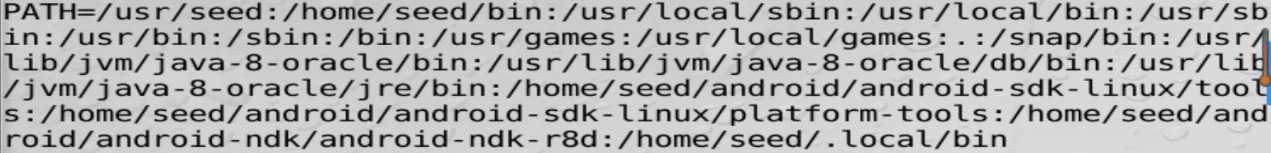 PATH=/usr/seed:/home/seed/bin:/usr/local/sbin:/usr/local/bin:/usr/sb
in:/usr/bin:/sbin:/bin:/usr/games:/usr/local/games:.:/snap/bin:/usr/
lib/jvm/java-8-oracle/bin:/usr/lib/jvm/java-8-oracle/db/bin:/usr/lib
/jvm/java-8-oracle/jre/bin:/home/seed/android/android-sdk-linux/tool
s:/home/seed/android/android-sdk-linux/platform-tools:/home/seed/and
roid/android-ndk/android-ndk-r8d:/home/seed/.local/bin